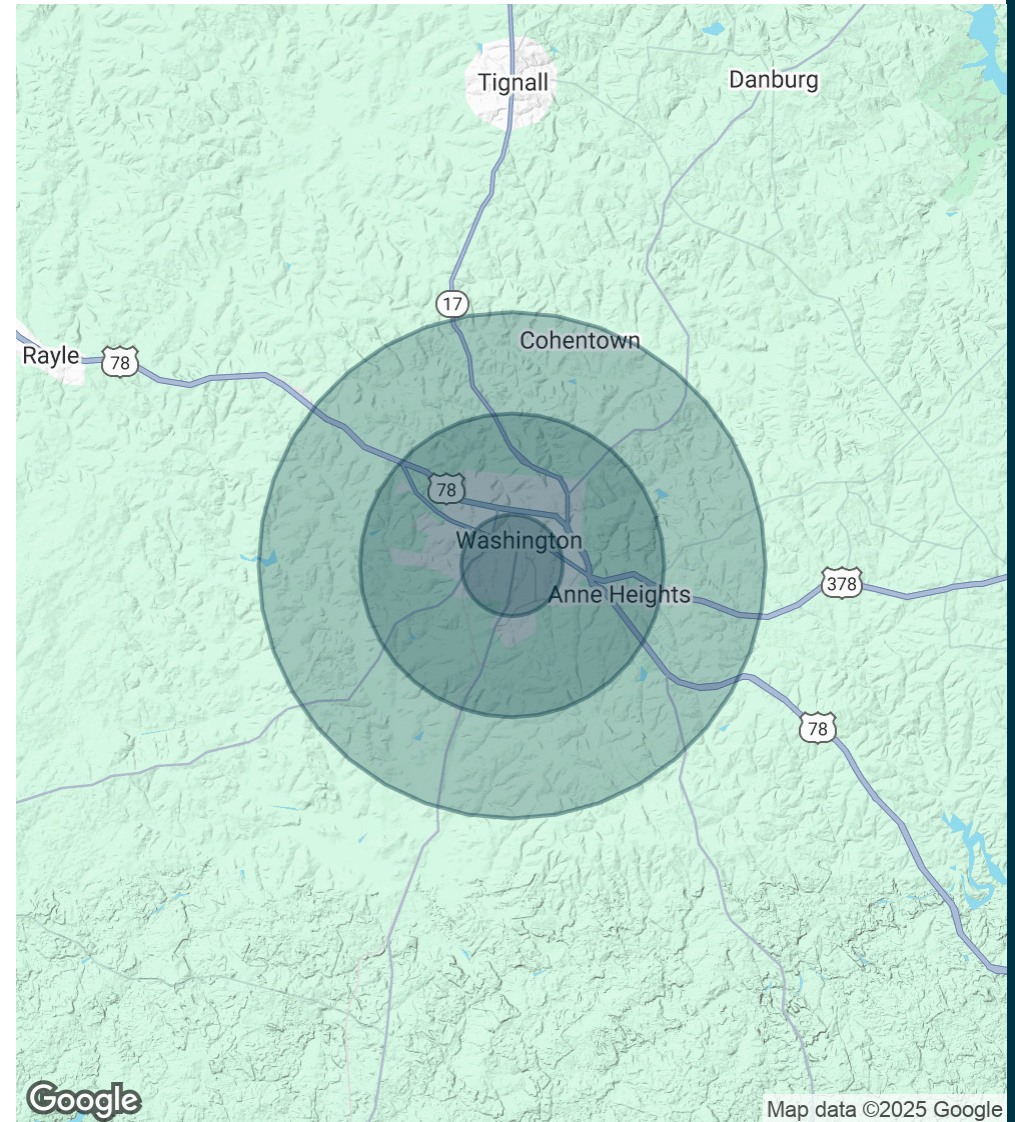 Tignall
Danburg
17
Cohentown
Rayle
78
78
Washington
Anne Heights
378
78
Google
Map data ©2025 Google